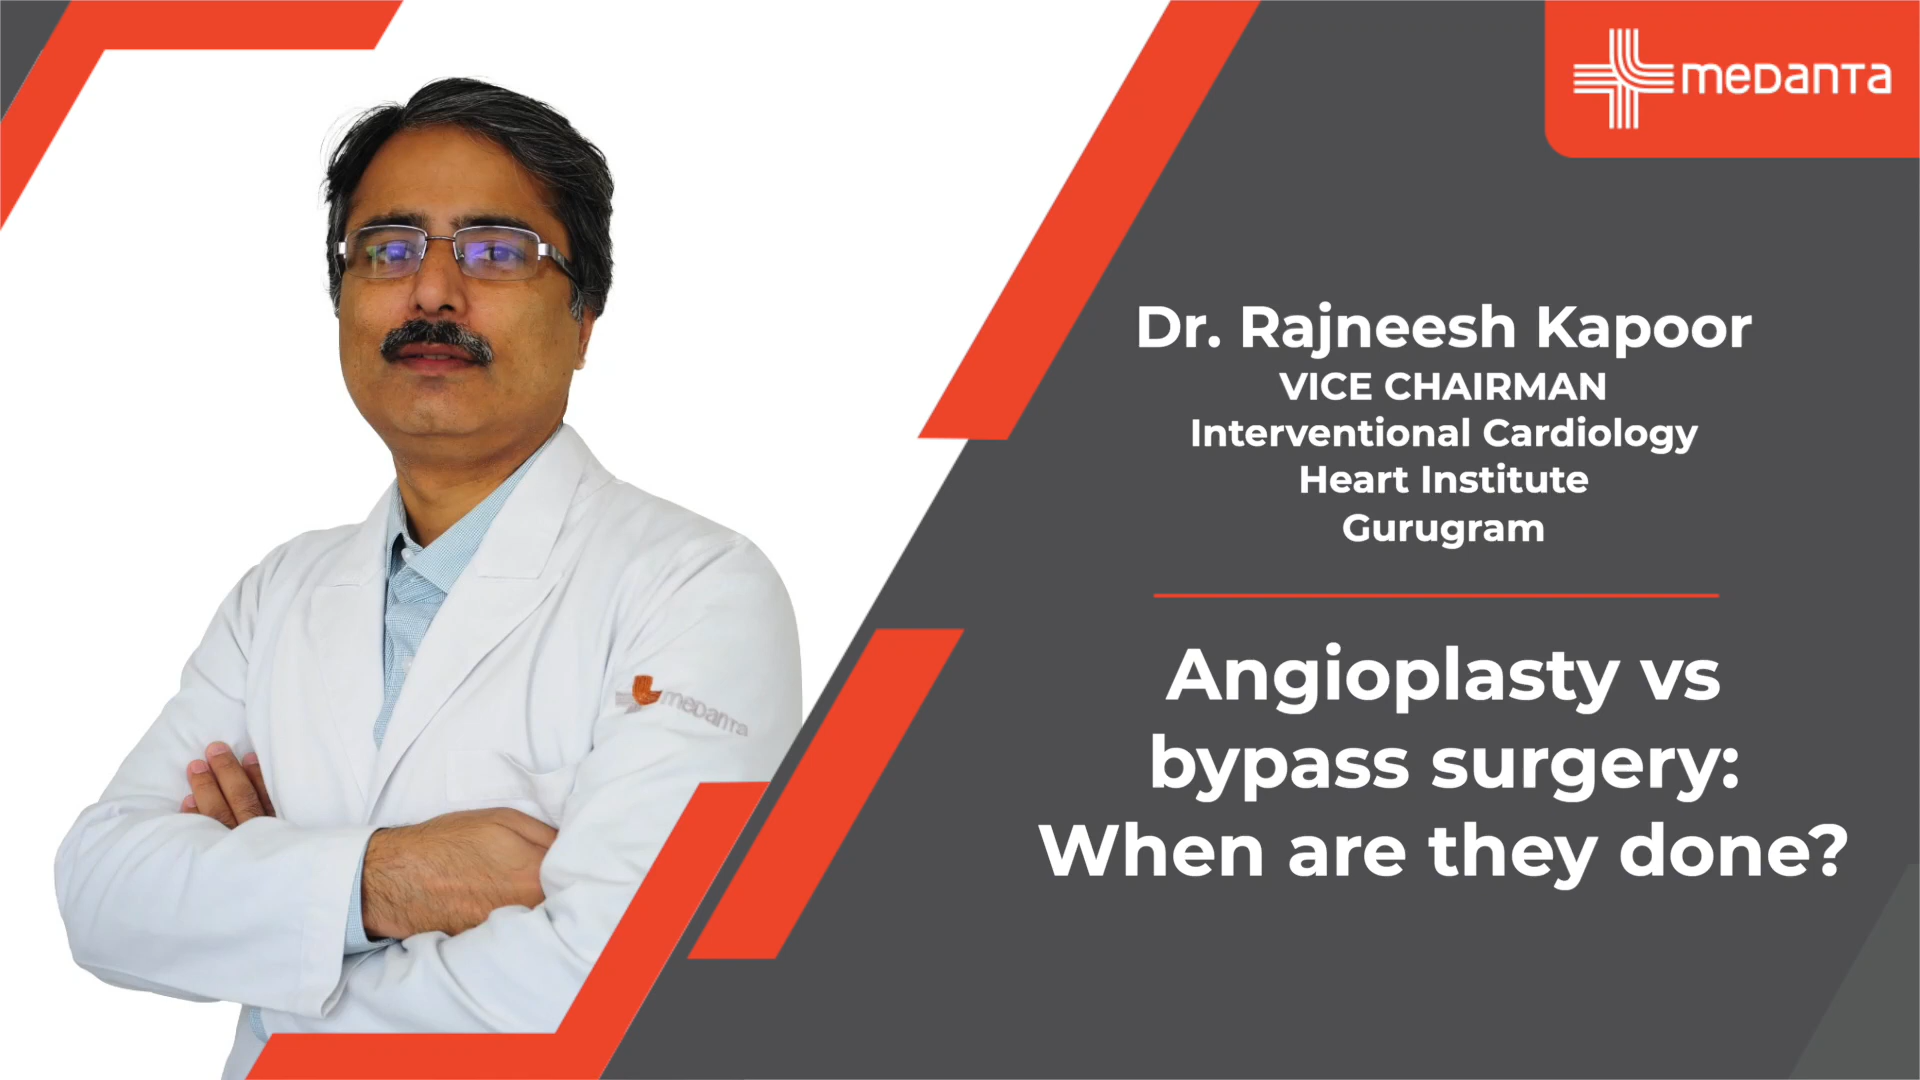 medanta
Dr. Rajneesh Kapoor
VICE CHAIRMAN
Interventional Cardiology
Heart Institute
Gurugram
Angioplasty vs
bypass surgery:
When are they done?
medanta